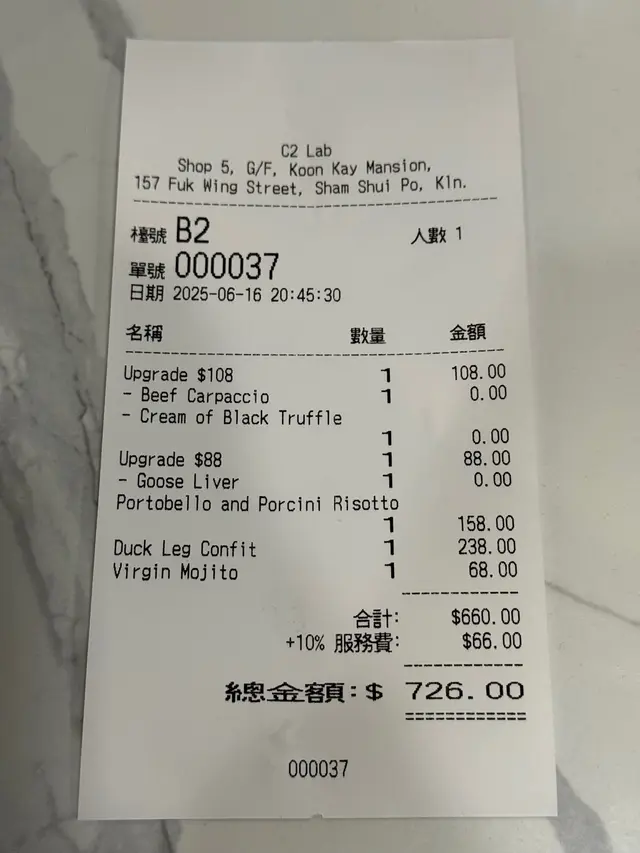 C2 Lab
Shop 5, G/F, Koon Kay Mansion,
157 Fuk Wing Street, Sham Shui Po, Kln.
檯號 B2 人數 1
單號 000037
日期 2025-06-16 20:45:30
名稱 數量 金額
Upgrade $108 1 108.00
- Beef Carpaccio 1 0.00
- Cream of Black Truffle
1 0.00
Upgrade $88 1 88.00
- Goose Liver 1 0.00
Portobello and Porcini Risotto
1 158.00
Duck Leg Confit 1 238.00
Virgin Mojito 1 68.00
合計: $660.00
+10% 服務費: $66.00
總金額: $ 726.00
000037